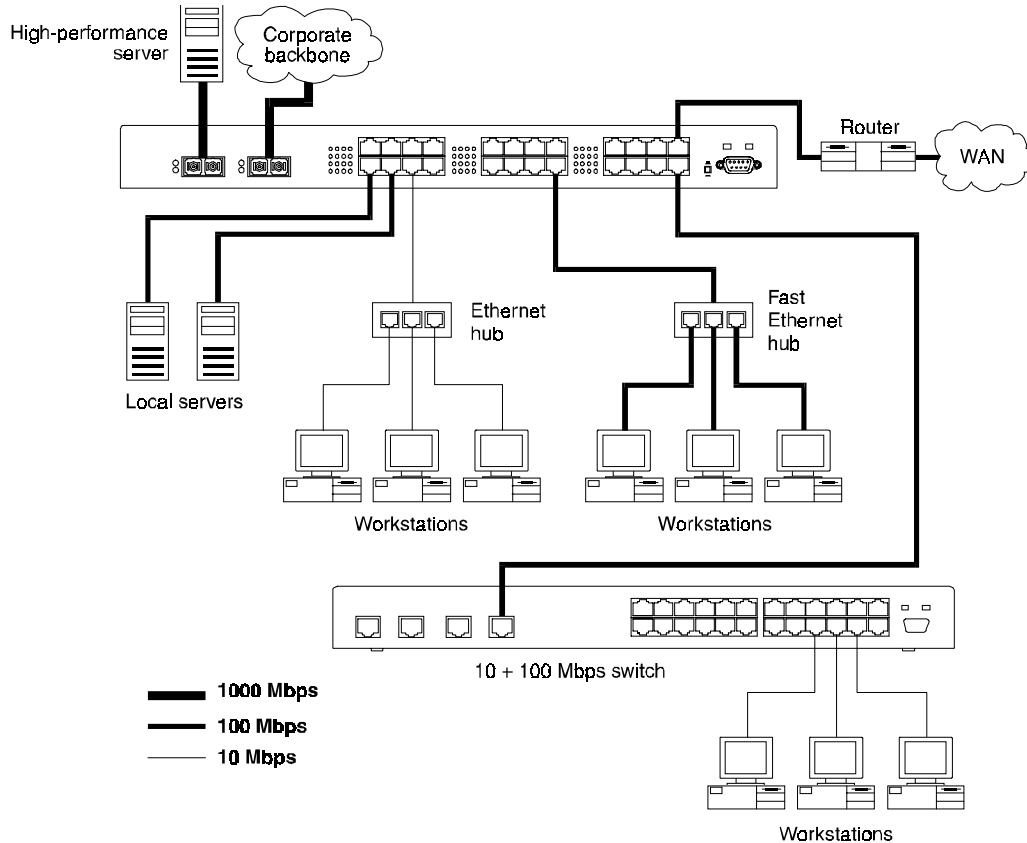 High-performance
server
Corporate
backbone
Router
WAN
Ethernet
hub
Fast
Ethernet
hub
Local servers
Workstations
Workstations
10 + 100 Mbps switch
1000 Mbps
100 Mbps
10 Mbps
Workstations